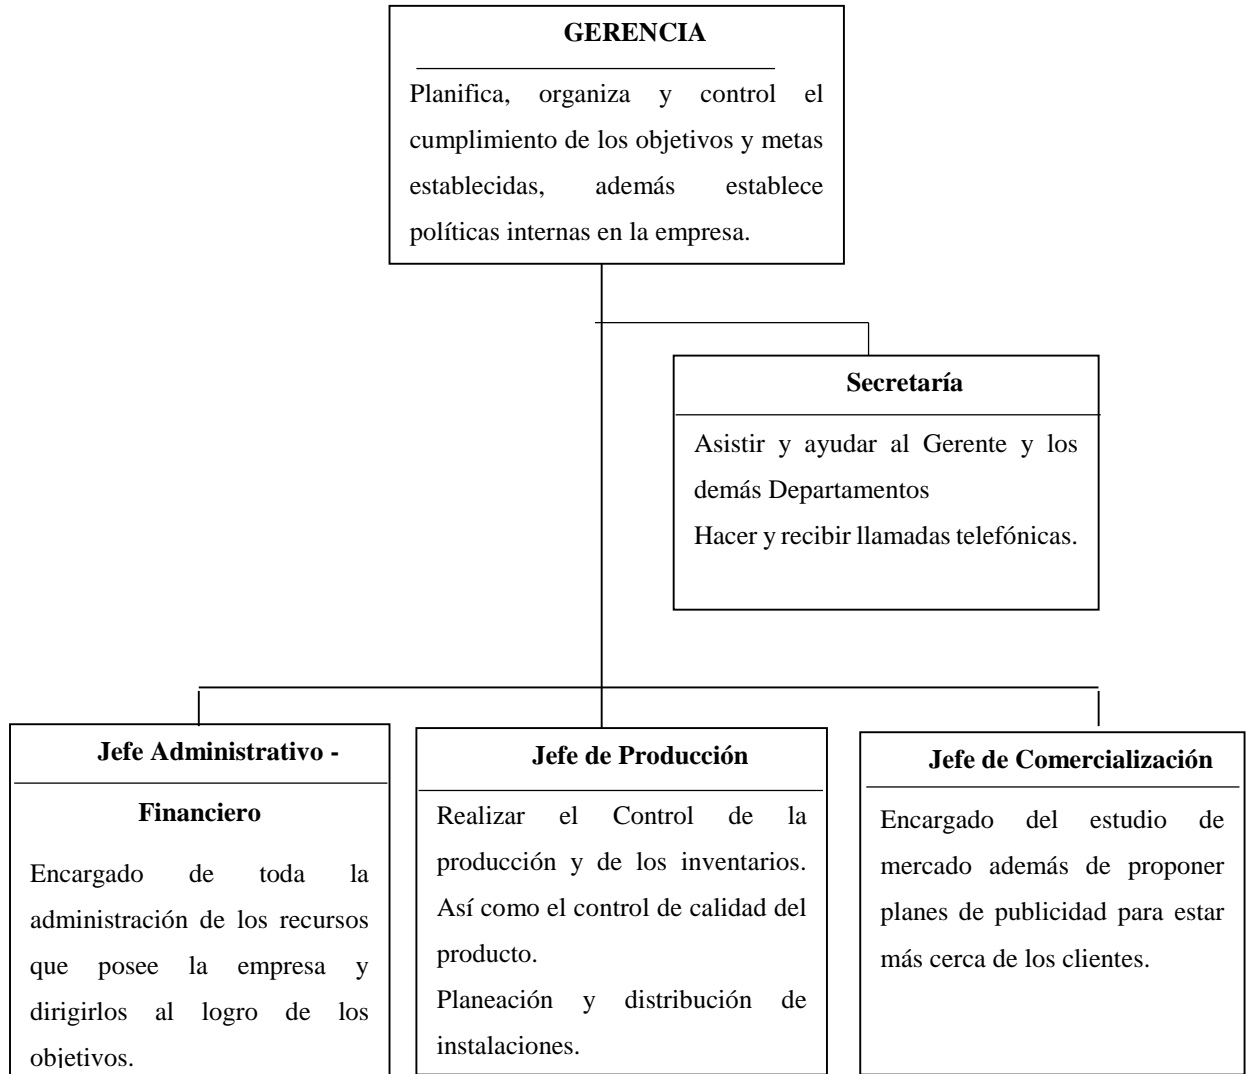 GERENCIA
Planifica, organiza y control el
cumplimiento de los objetivos y metas
establecidas, además establece
políticas internas en la empresa.
Secretaría
Asistir y ayudar al Gerente y los
demás Departamentos
Hacer y recibir llamadas telefónicas.
Jefe Administrativo -
Financiero
Encargado de toda la
administración de los recursos
que posee la empresa y
dirigirlos al logro de los
objetivos.
Jefe de Producción
Realizar el Control de la
producción y de los inventarios.
Así como el control de calidad del
producto.
Planeación y distribución de
instalaciones.
Jefe de Comercialización
Encargado del estudio de
mercado además de proponer
planes de publicidad para estar
más cerca de los clientes.